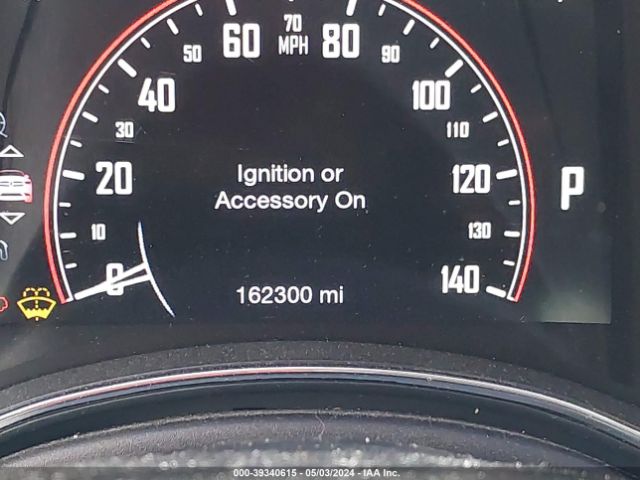 70
60 MPH 80
50 90
40 100
30 110
20 120 P
10 130
0 140
Ignition or
Accessory On
162300 mi
000-39340615 - 05/03/2024 - IAA Inc.